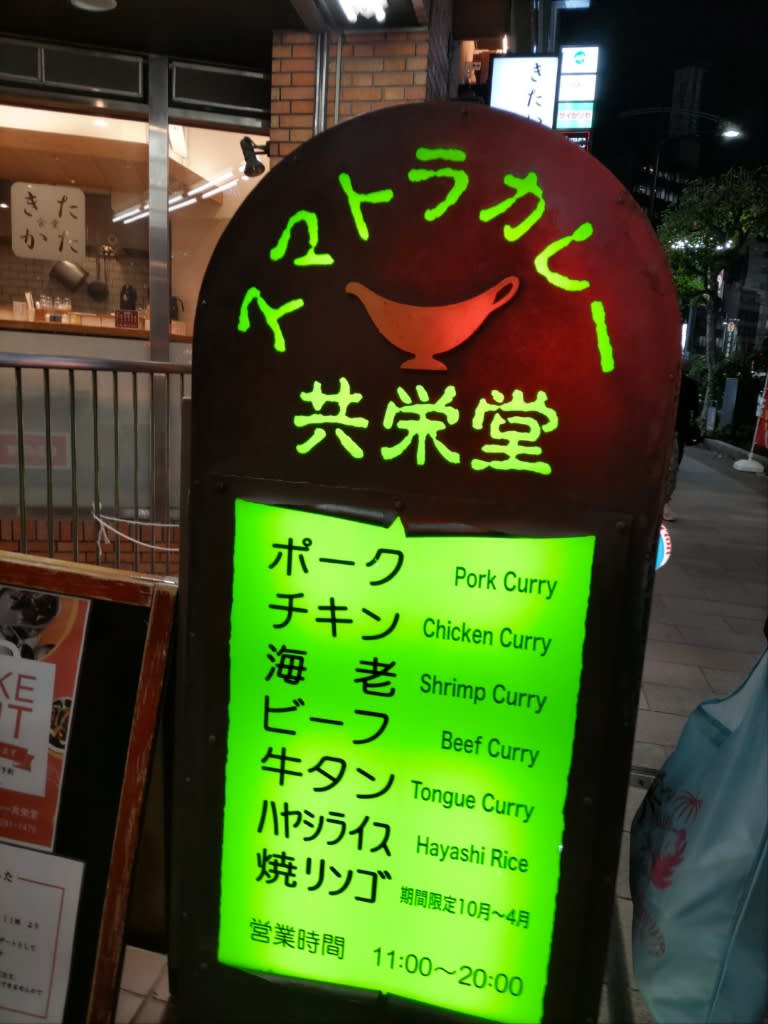 スマトラカレー
共栄堂
ポーク Pork Curry
チキン Chicken Curry
海老 Shrimp Curry
ビーフ Beef Curry
牛タン Tongue Curry
ハヤシライス Hayashi Rice
焼リンゴ 期間限定10月〜4月
営業時間 11:00〜20:00
きたかた
きたか